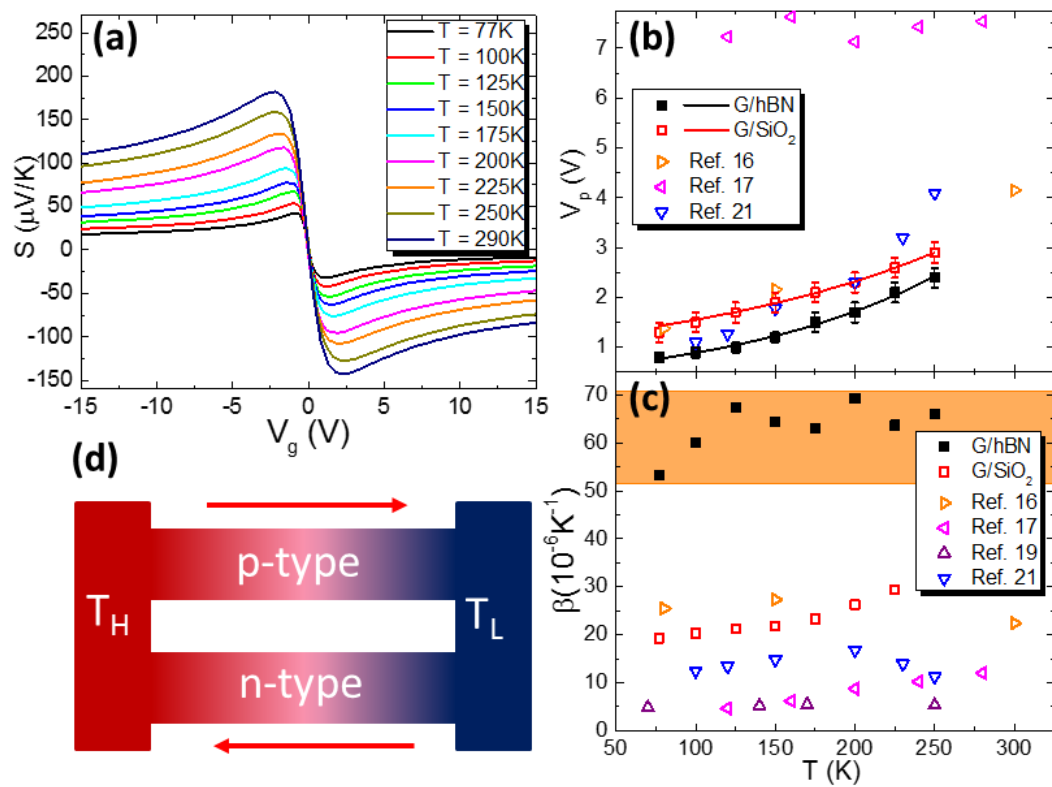 (a)
T = 77K
T = 100K
T = 125K
T = 150K
T = 175K
T = 200K
T = 225K
T = 250K
T = 290K
S (µV/K)
250
200
150
100
50
0
-50
-100
-150
-15
-10
-5
0
5
10
15
V_g (V)
(b)
V_p (V)
7
6
5
4
3
2
1
G/hBN
G/SiO₂
Ref. 16
Ref. 17
Ref. 21
(c)
β(10⁻⁶K⁻¹)
70
60
50
40
30
20
10
0
G/hBN
G/SiO₂
Ref. 16
Ref. 17
Ref. 19
Ref. 21
50
100
150
200
250
300
T (K)
(d)
p-type
T_H
T_L
n-type